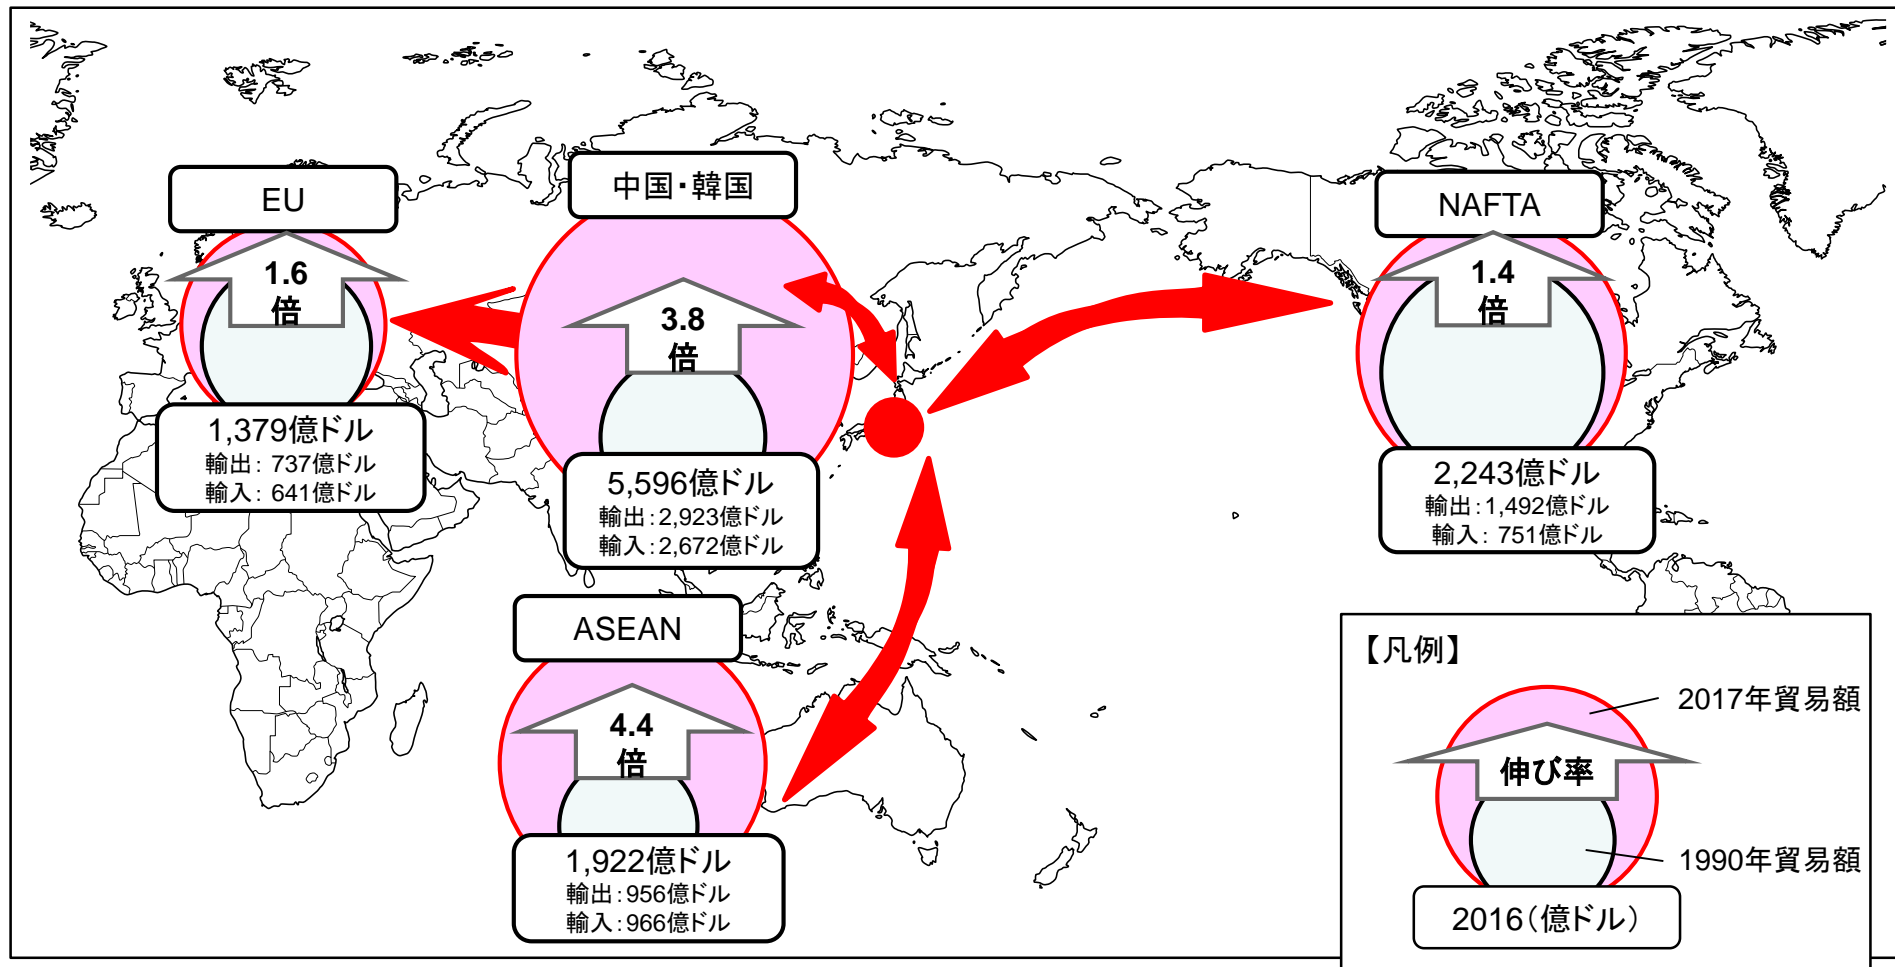 EU
1.6
倍
1,379億ドル
輸出: 737億ドル
輸入: 641億ドル
中国・韓国
3.8
倍
5,596億ドル
輸出:2,923億ドル
輸入:2,672億ドル
NAFTA
1.4
倍
2,243億ドル
輸出:1,492億ドル
輸入: 751億ドル
ASEAN
4.4
倍
1,922億ドル
輸出:956億ドル
輸入:966億ドル
【凡例】
2017年貿易額
伸び率
1990年貿易額
2016(億ドル)